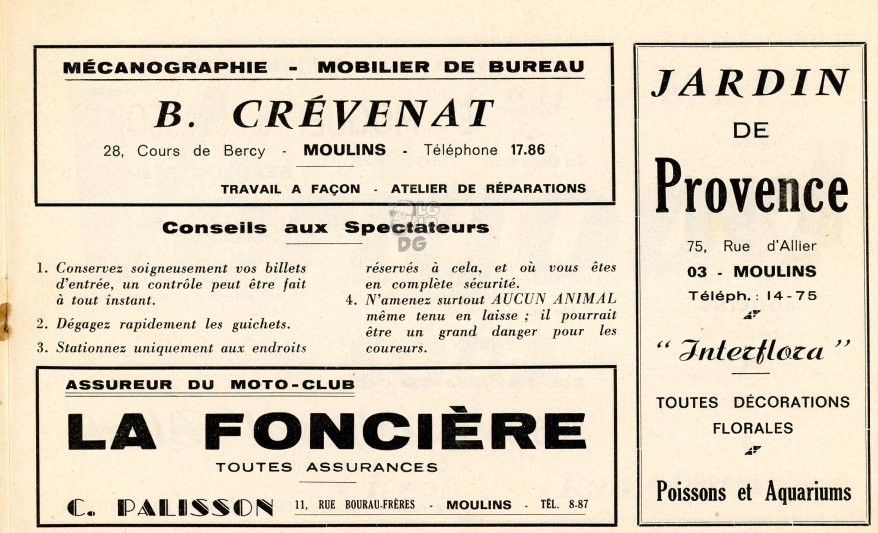 MÉCANOGRAPHIE - MOBILIER DE BUREAU
B. CRÉVENAT
28, Cours de Bercy - MOULINS - Téléphone 17.86
TRAVAIL A FAÇON - ATELIER DE RÉPARATIONS
Conseils aux Spectateurs
1. Conservez soigneusement vos billets
d'entrée, un contrôle peut être fait
à tout instant.
2. Dégagez rapidement les guichets.
3. Stationnez uniquement aux endroits
réservés à cela, et où vous êtes
en complète sécurité.
4. N'amenez surtout AUCUN ANIMAL
même tenu en laisse ; il pourrait
être un grand danger pour les
coureurs.
ASSUREUR DU MOTO-CLUB
LA FONCIÈRE
TOUTES ASSURANCES
C. PALISSON 11, RUE BOURAU-FRÈRES - MOULINS - TÉL. 8-87
JARDIN
DE
Provence
75, Rue d'Allier
03 - MOULINS
Téléph. : 14-75
“ Interflora ”
TOUTES DÉCORATIONS
FLORALES
Poissons et Aquariums